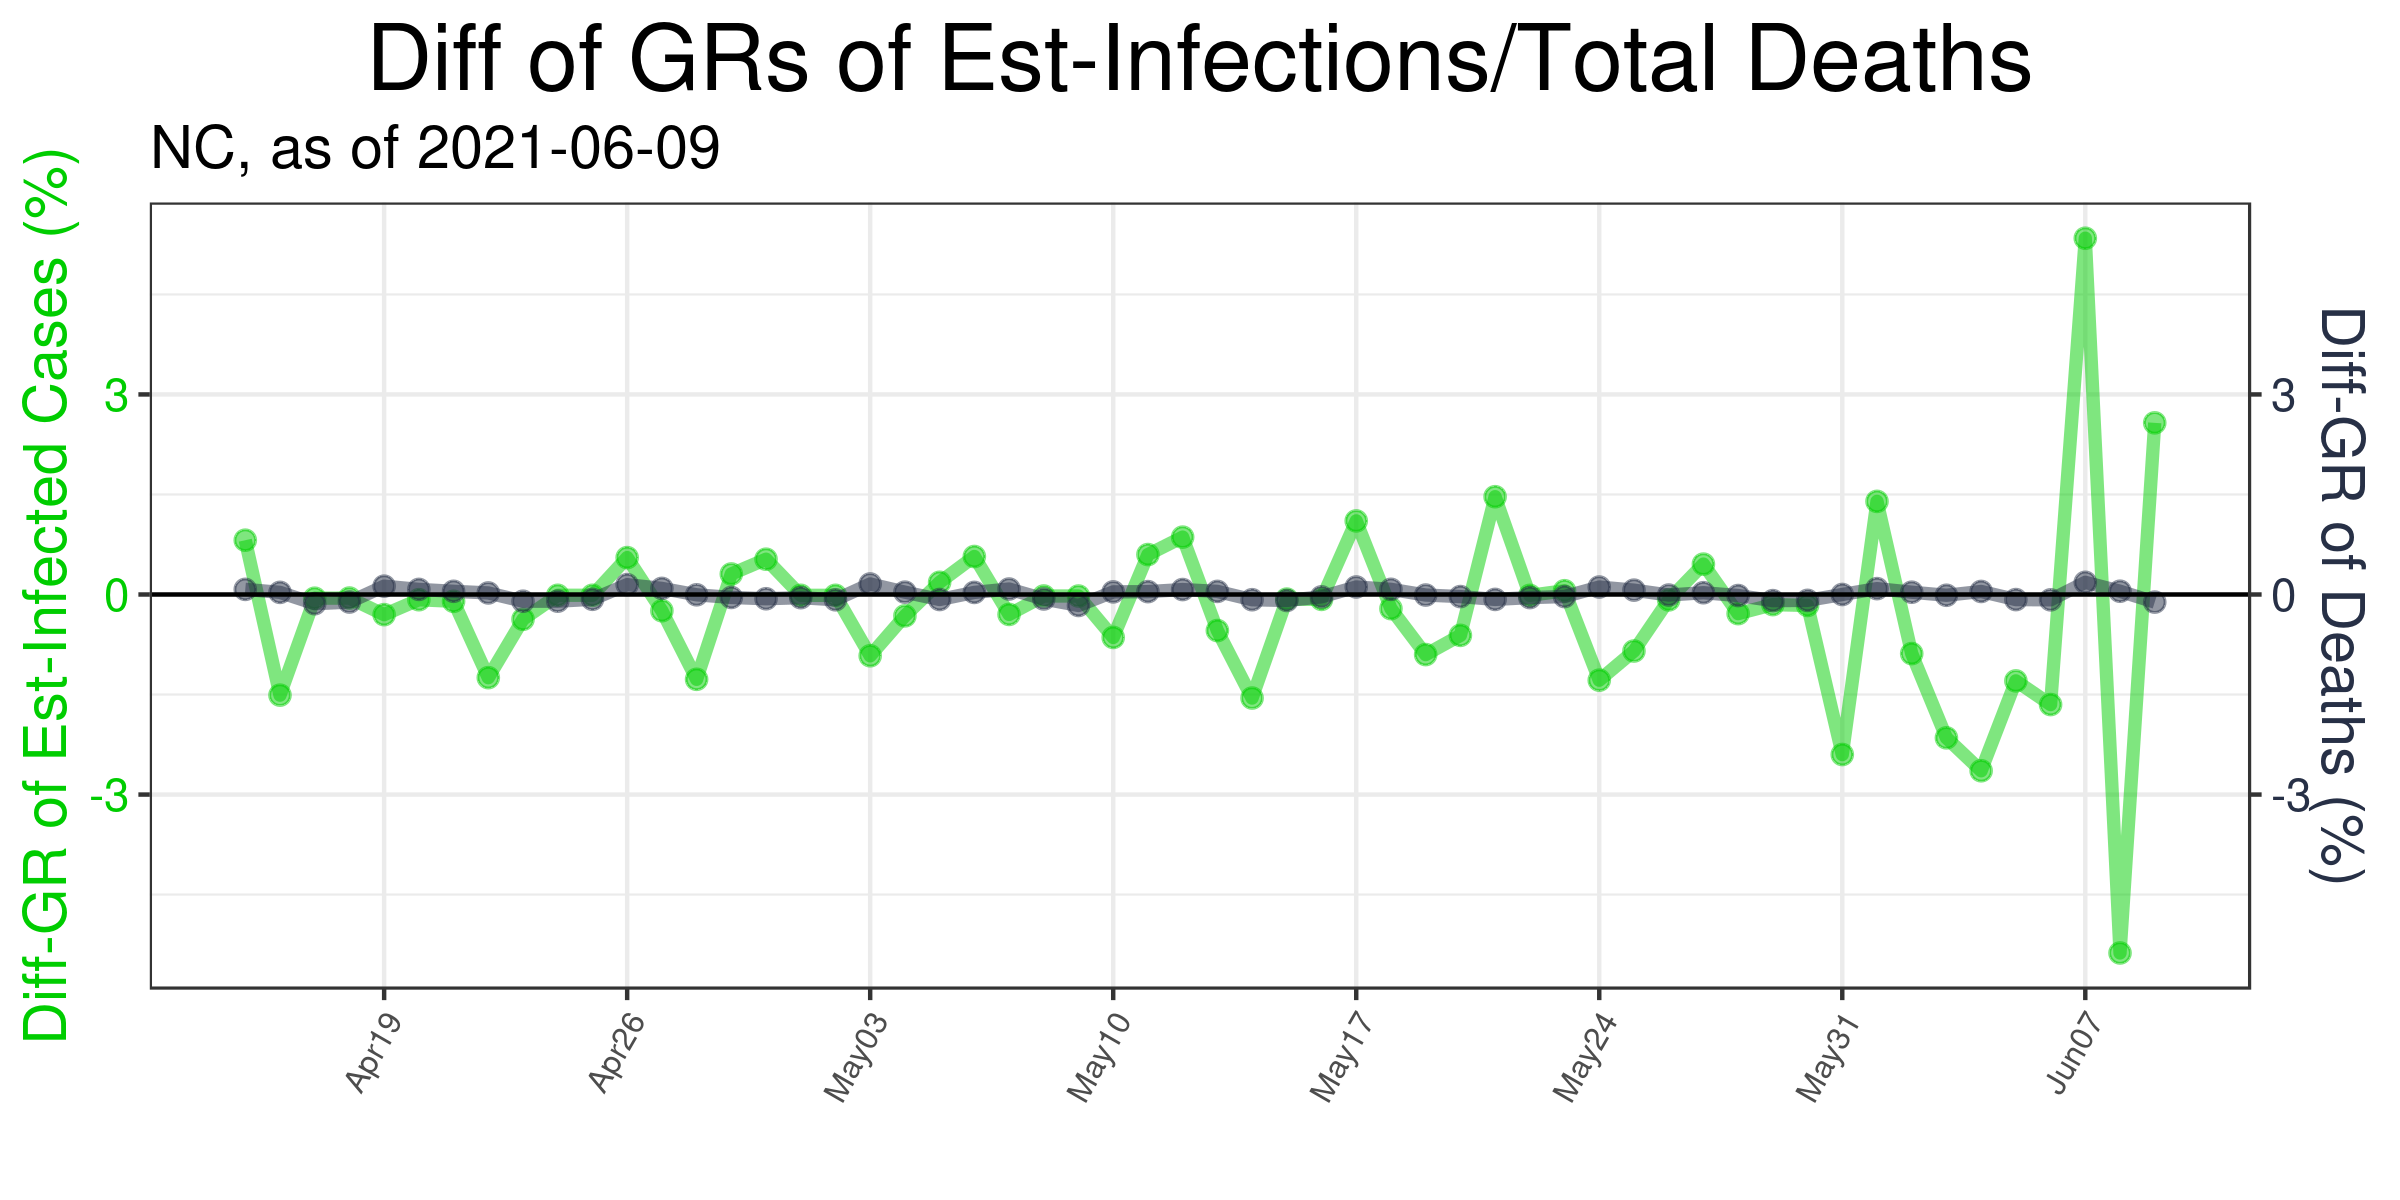 Diff of GRs of Est-Infections/Total Deaths
NC, as of 2021-06-09
Diff-GR of Est-Infected Cases (%)
3
0
-3
3
0
-3
Diff-GR of Deaths (%)
Apr19
Apr26
May03
May10
May17
May24
May31
Jun07